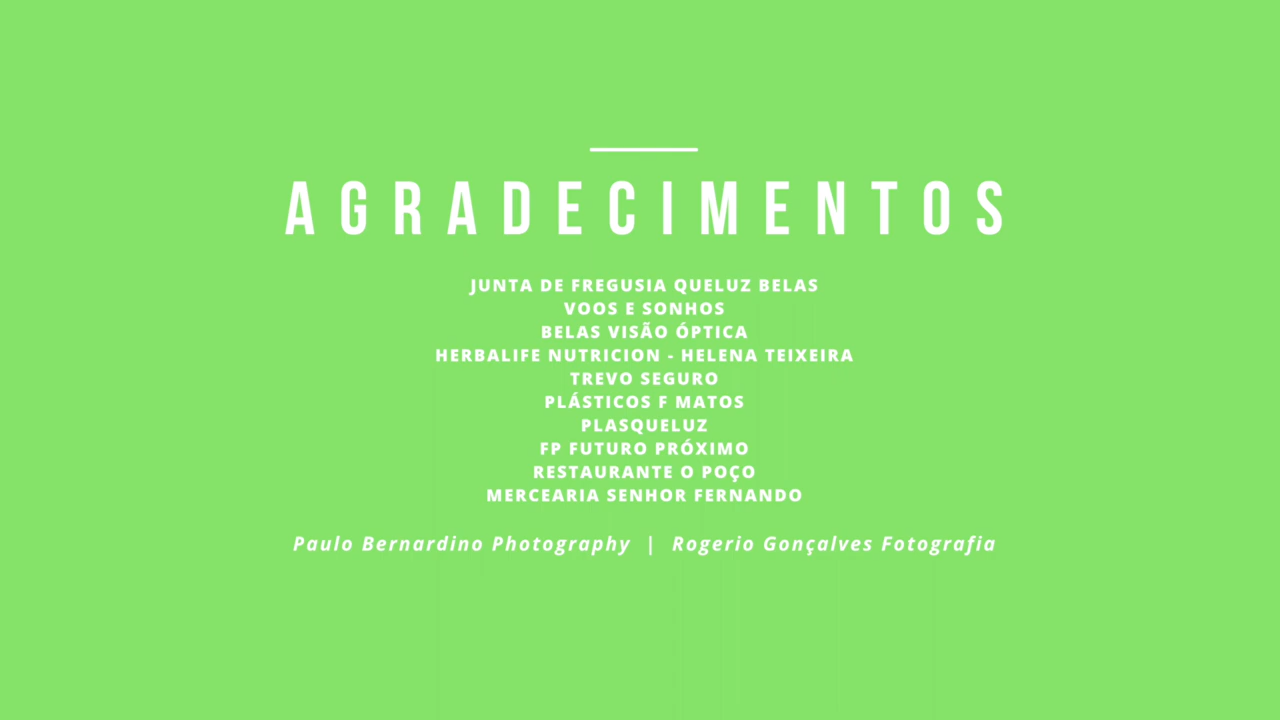 AGRADECIMENTOS
JUNTA DE FREGUSIA QUELUZ BELAS
VOOS E SONHOS
BELAS VISÃO ÓPTICA
HERBALIFE NUTRICION - HELENA TEIXEIRA
TREVO SEGURO
PLÁSTICOS F MATOS
PLASQUELUZ
FP FUTURO PRÓXIMO
RESTAURANTE O POÇO
MERCEARIA SENHOR FERNANDO
Paulo Bernardino Photography | Rogerio Gonçalves Fotografia